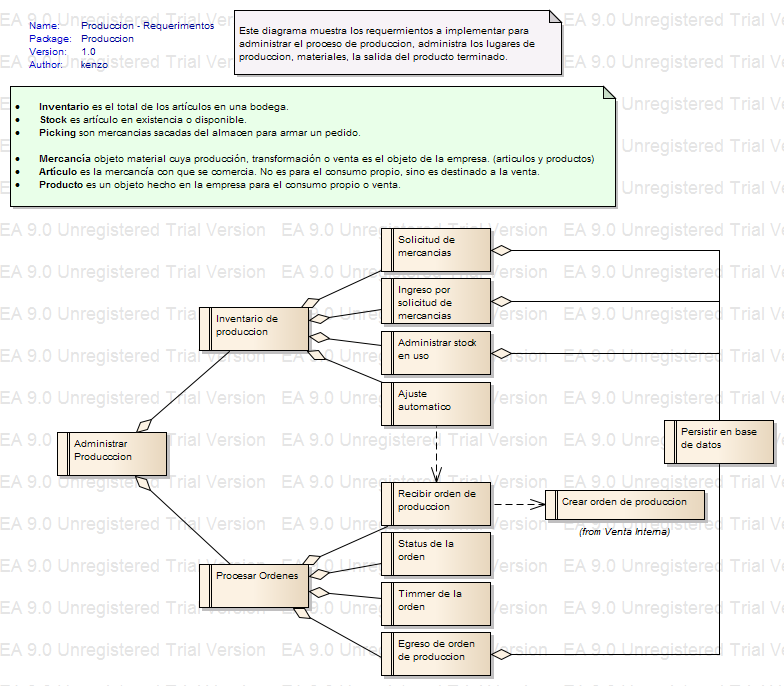 Name: Produccion - Requerimentos
Package: Produccion
Version: 1.0
Author: kenzo
Este diagrama muestra los requermientos a implementar para
administrar el proceso de produccion, administra los lugares de
produccion, materiales, la salida del producto terminado.
• Inventario es el total de los artículos en una bodega.
• Stock es artículo en existencia o disponible.
• Picking son mercancias sacadas del almacen para armar un pedido.
• Mercancía objeto material cuya producción, transformación o venta es el objeto de la empresa. (articulos y productos)
• Artículo es la mercancía con que se comercia. No es para el consumo propio, sino es destinado a la venta.
• Producto es un objeto hecho en la empresa para el consumo propio o venta.
Solicitud de
mercancias
Ingreso por
solicitud de
mercancias
Inventario de
produccion
Administrar stock
en uso
Ajuste
automatico
Administrar
Producccion
Persistir en base
de datos
Recibir orden de
produccion
Crear orden de produccion
(from Venta Interna)
Status de la
orden
Procesar Ordenes
Timmer de la
orden
Egreso de orden
de produccion
EA 9.0 Unregistered Trial Version